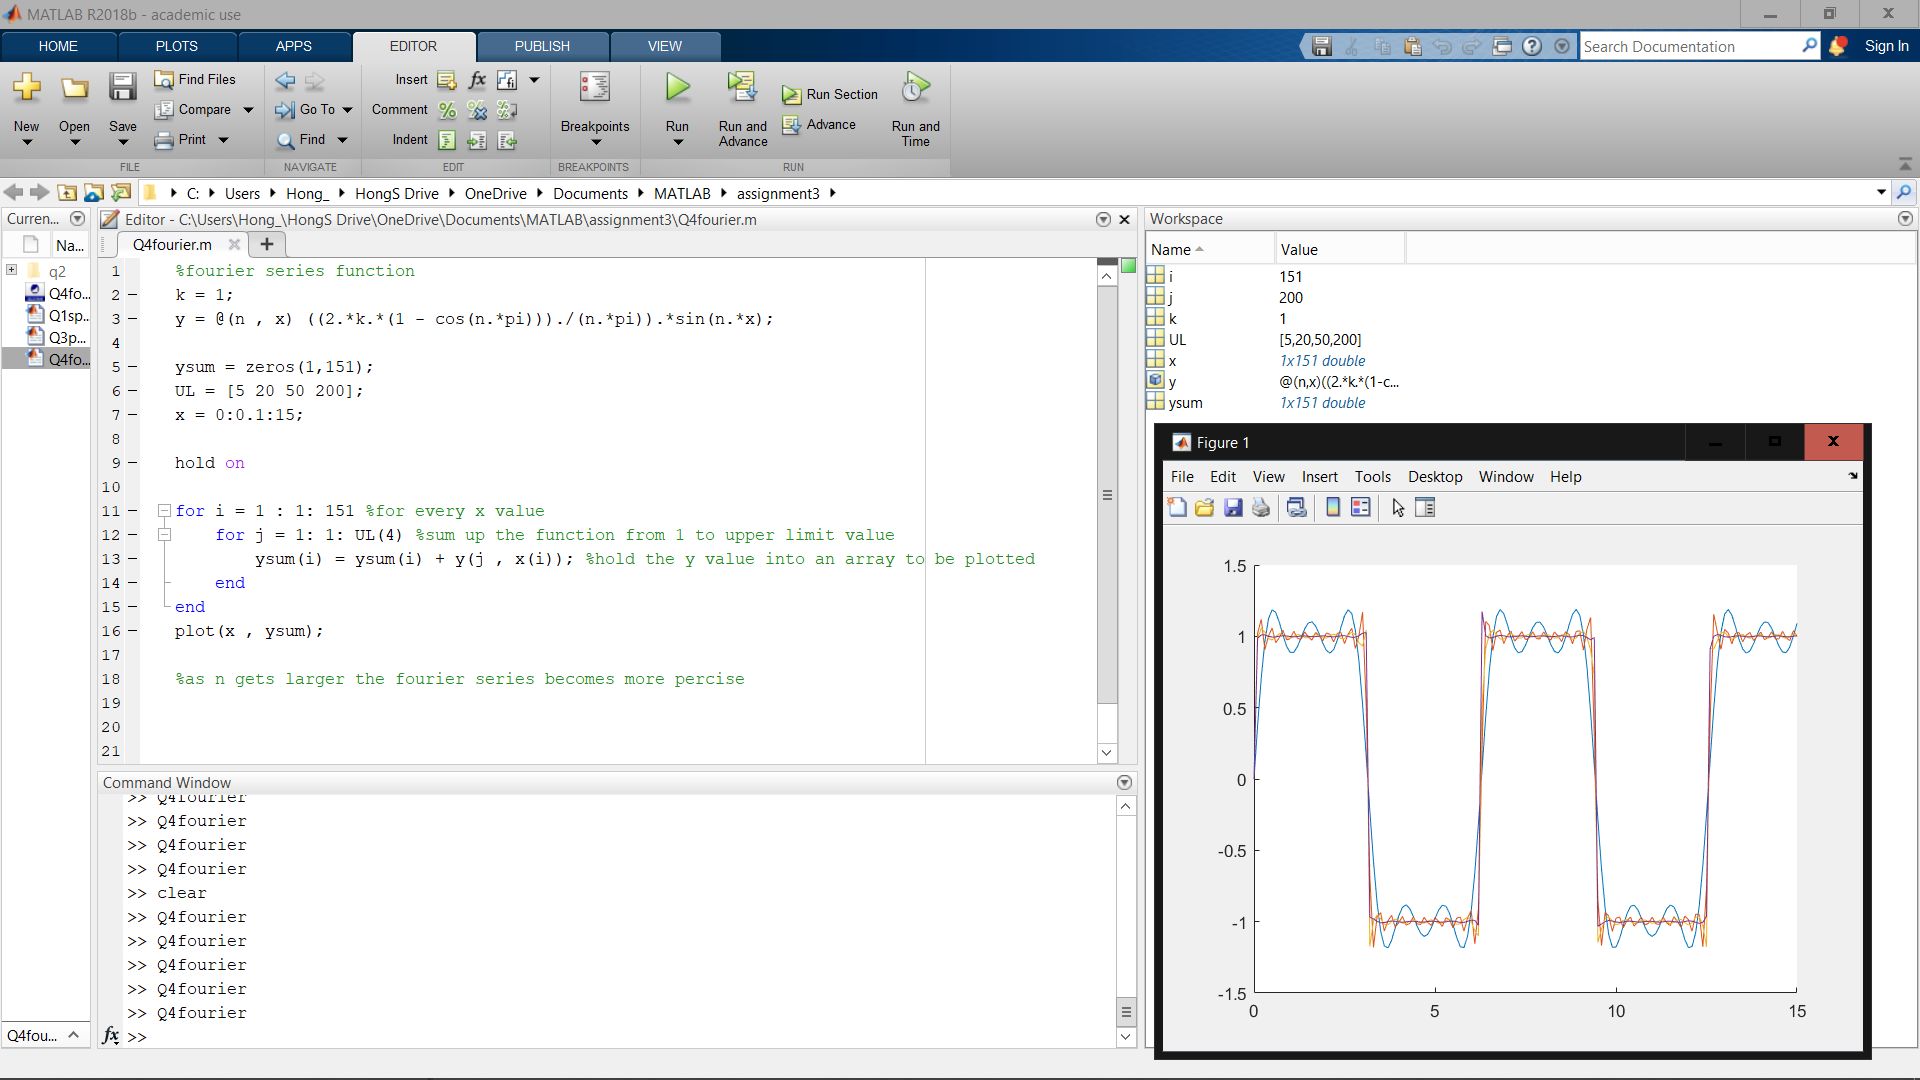 MATLAB R2018b - academic use
HOME PLOTS APPS EDITOR PUBLISH VIEW
Search Documentation
Sign In
New Open Save
Find Files
Compare
Print
FILE
Go To
Find
NAVIGATE
Insert
Comment
Indent
EDIT
Breakpoints
BREAKPOINTS
Run
Run and Advance
Run Section
Advance
Run and Time
RUN
C: Users Hong_ HongS Drive OneDrive Documents MATLAB assignment3
Curren...
Na...
q2
Q4fo...
Q1sp...
Q3p...
Q4fo...
Q4fou...
Editor - C:\Users\Hong_\HongS Drive\OneDrive\Documents\MATLAB\assignment3\Q4fourier.m
Q4fourier.m
1 %fourier series function
2 k = 1;
3 y = @(n , x) ((2.*k.*(1 - cos(n.*pi)))./(n.*pi)).*sin(n.*x);
4
5 ysum = zeros(1,151);
6 UL = [5 20 50 200];
7 x = 0:0.1:15;
8
9 hold on
10
11 for i = 1 : 1: 151 %for every x value
12 for j = 1: 1: UL(4) %sum up the function from 1 to upper limit value
13 ysum(i) = ysum(i) + y(j , x(i)); %hold the y value into an array to be plotted
14 end
15 end
16 plot(x , ysum);
17
18 %as n gets larger the fourier series becomes more percise
19
20
21
Command Window
>> Q4fourier
>> Q4fourier
>> Q4fourier
>> Q4fourier
>> clear
>> Q4fourier
>> Q4fourier
>> Q4fourier
>> Q4fourier
>> Q4fourier
fx >>
Workspace
Name Value
i 151
j 200
k 1
UL [5,20,50,200]
x 1x151 double
y @(n,x)((2.*k.*(1-c...
ysum 1x151 double
Figure 1
File Edit View Insert Tools Desktop Window Help
1.5
1
0.5
0
-0.5
-1
-1.5
0 5 10 15